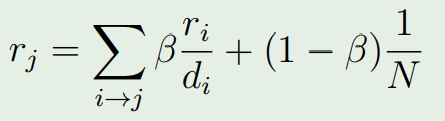 r_j = \sum_{i \to j} \beta \frac{r_i}{d_i} + (1 - \beta) \frac{1}{N}